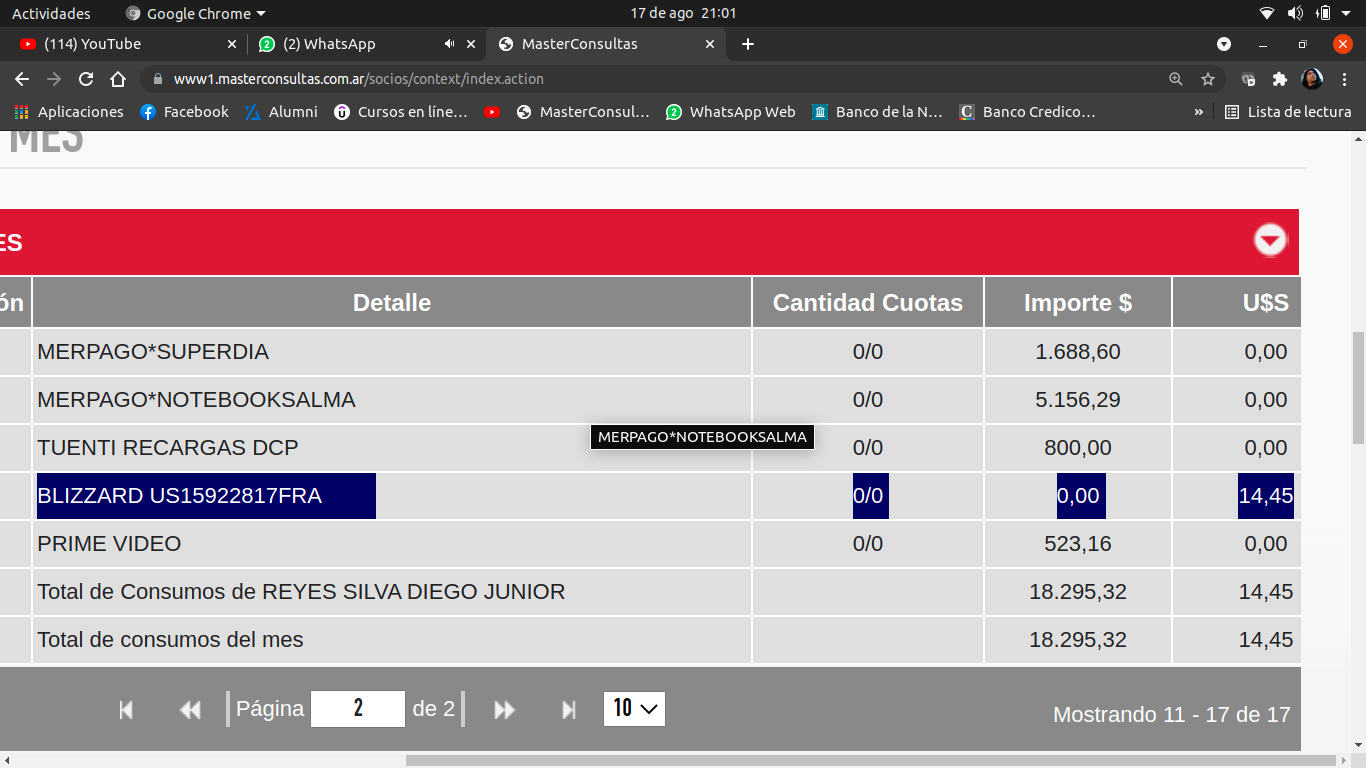 Actividades Google Chrome 17 de ago 21:01
(114) YouTube (2) WhatsApp MasterConsultas
www1.masterconsultas.com.ar/socios/context/index.action
Aplicaciones Facebook Alumni Cursos en líne... MasterConsul... WhatsApp Web Banco de la N... Banco Credico... » Lista de lectura
MES
ES
ón Detalle Cantidad Cuotas Importe $ U$S
MERPAGO*SUPERDIA 0/0 1.688,60 0,00
MERPAGO*NOTEBOOKSALMA 0/0 5.156,29 0,00
MERPAGO*NOTEBOOKSALMA
TUENTI RECARGAS DCP 0/0 800,00 0,00
BLIZZARD US15922817FRA 0/0 0,00 14,45
PRIME VIDEO 0/0 523,16 0,00
Total de Consumos de REYES SILVA DIEGO JUNIOR 18.295,32 14,45
Total de consumos del mes 18.295,32 14,45
Página 2 de 2 10 Mostrando 11 - 17 de 17